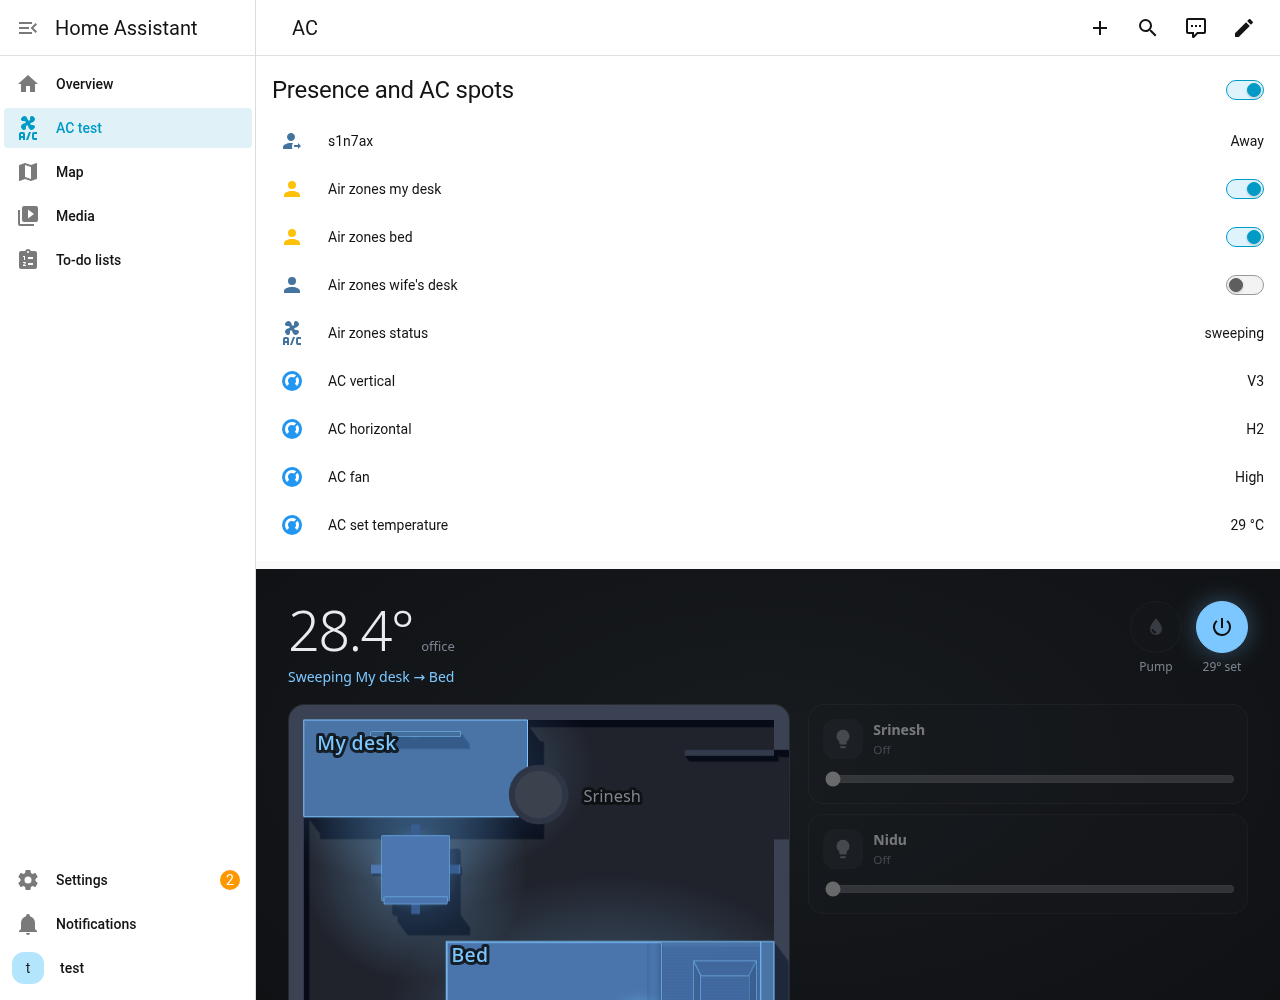 Home Assistant
AC
Overview
AC test
Map
Media
To-do lists
Settings
2
Notifications
t
test
Presence and AC spots
s1n7ax
Away
Air zones my desk
Air zones bed
Air zones wife's desk
A/C
Air zones status
sweeping
AC vertical
V3
AC horizontal
H2
AC fan
High
AC set temperature
29 °C
28.4° office
Sweeping My desk → Bed
Pump
29° set
My desk
Srinesh
Bed
Srinesh
Off
Nidu
Off